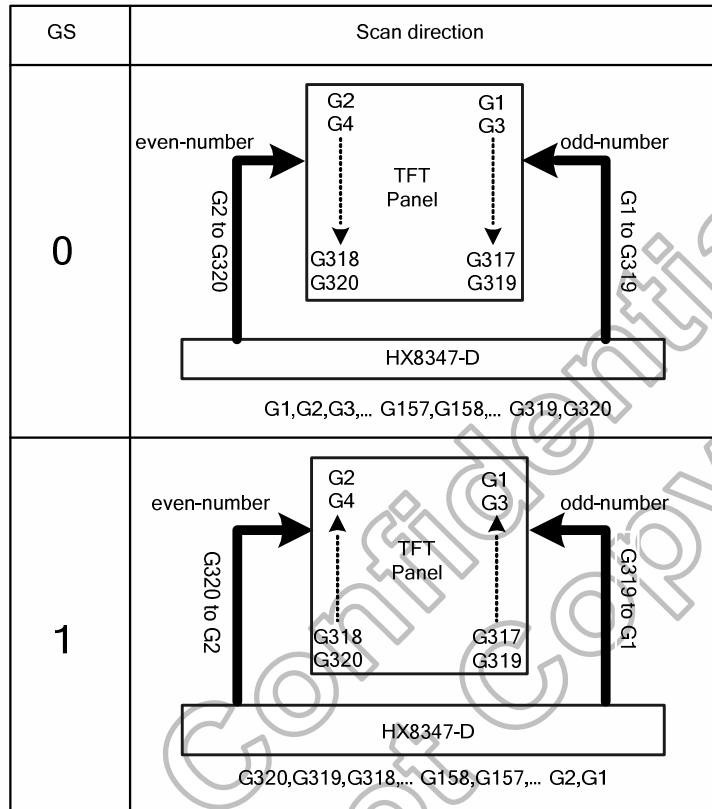 GS Scan direction
0
G2 G1
G4 G3
even-number odd-number
TFT
Panel
G2 to G320
G1 to G319
G318 G317
G320 G319
HX8347-D
G1,G2,G3,... G157,G158,... G319,G320
1
G2 G1
G4 G3
even-number odd-number
TFT
Panel
G320 to G2
G319 to G1
G318 G317
G320 G319
HX8347-D
G320,G319,G318,... G158,G157,... G2,G1
Confidential